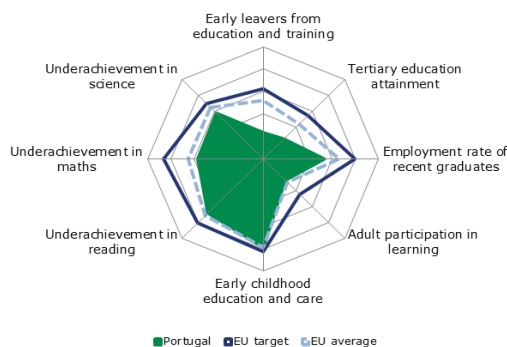 Early leavers from
education and training
Underachievement in
science
Tertiary education
attainment
Underachievement in
maths
Employment rate of
recent graduates
Underachievement in
reading
Adult participation in
learning
Early childhood
education and care
Portugal
EU target
EU average